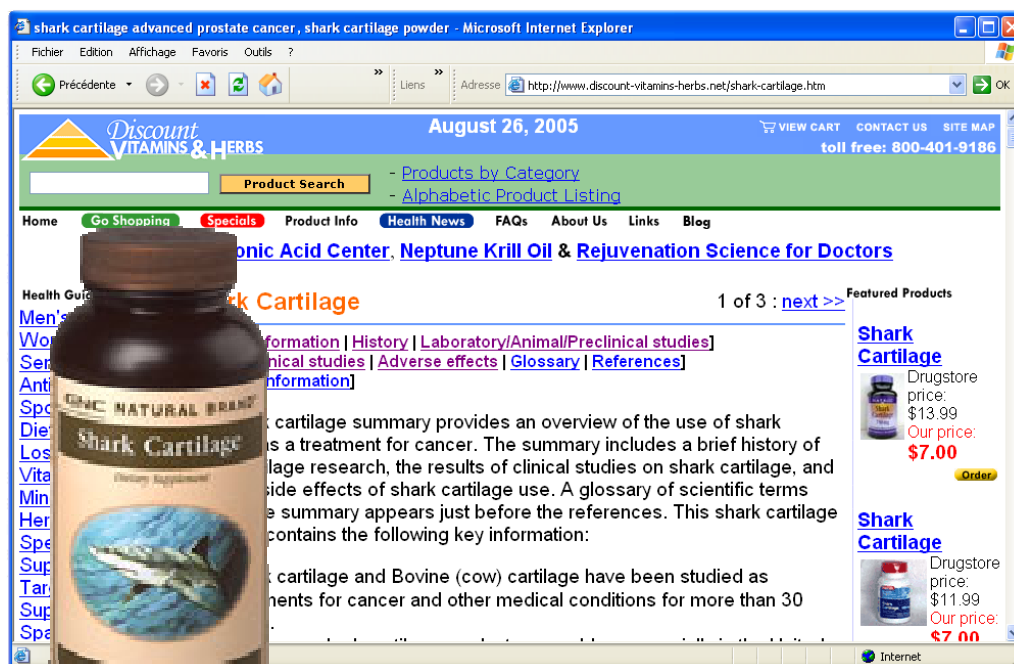 shark cartilage advanced prostate cancer, shark cartilage powder - Microsoft Internet Explorer
Fichier Edition Affichage Favoris Outils ?
Précédente » Liens » Adresse http://www.discount-vitamins-herbs.net/shark-cartilage.htm OK
Discount
VITAMINS & HERBS
August 26, 2005
VIEW CART CONTACT US SITE MAP
toll free: 800-401-9186
Product Search
- Products by Category
- Alphabetic Product Listing
Home Go Shopping Specials Product Info Health News FAQs About Us Links Blog
onic Acid Center, Neptune Krill Oil & Rejuvenation Science for Doctors
Health Gui
Men's
Wo
Sen
Anti
Spo
Die
Los
Vita
Min
Her
Spe
Sup
Tar
Sup
Spa
rk Cartilage
1 of 3 : next >>
formation | History | Laboratory/Animal/Preclinical studies]
nical studies | Adverse effects | Glossary | References]
nformation]
k cartilage summary provides an overview of the use of shark
as a treatment for cancer. The summary includes a brief history of
ilage research, the results of clinical studies on shark cartilage, and
side effects of shark cartilage use. A glossary of scientific terms
e summary appears just before the references. This shark cartilage
contains the following key information:
k cartilage and Bovine (cow) cartilage have been studied as
ments for cancer and other medical conditions for more than 30
Featured Products
Shark
Cartilage
Drugstore
price:
$13.99
Our price:
$7.00
Order
Shark
Cartilage
Drugstore
price:
$11.99
Our price:
$7.00
GNC NATURAL BRAND
Shark Cartilage
Dietary Supplement
Internet